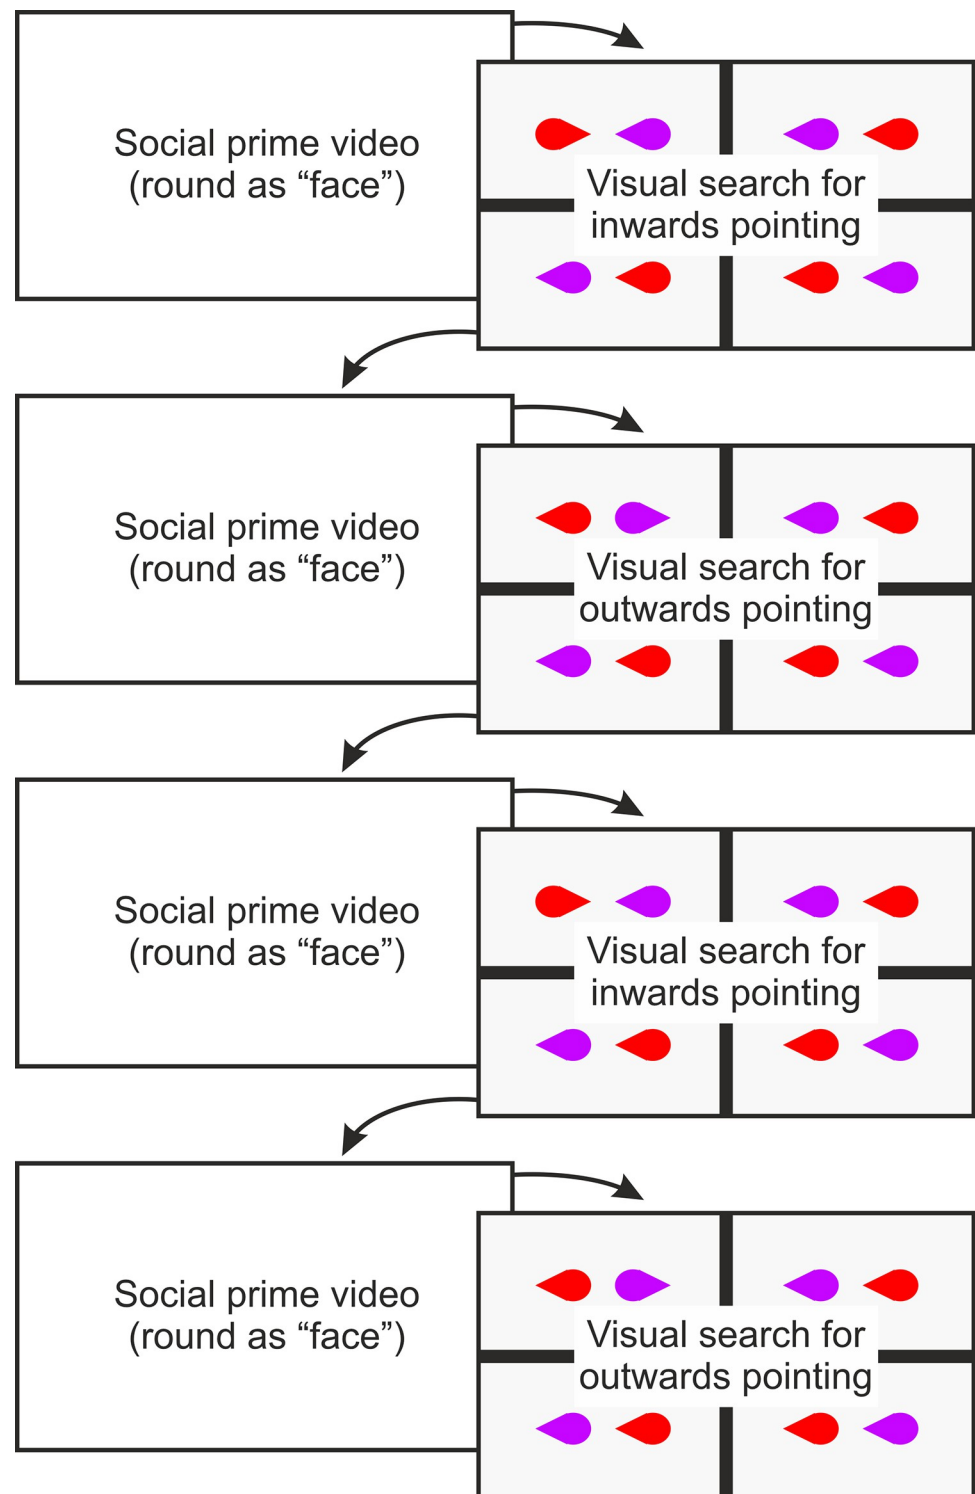 Social prime video
(round as “face”)
Visual search for
inwards pointing
Social prime video
(round as “face”)
Visual search for
outwards pointing
Social prime video
(round as “face”)
Visual search for
inwards pointing
Social prime video
(round as “face”)
Visual search for
outwards pointing